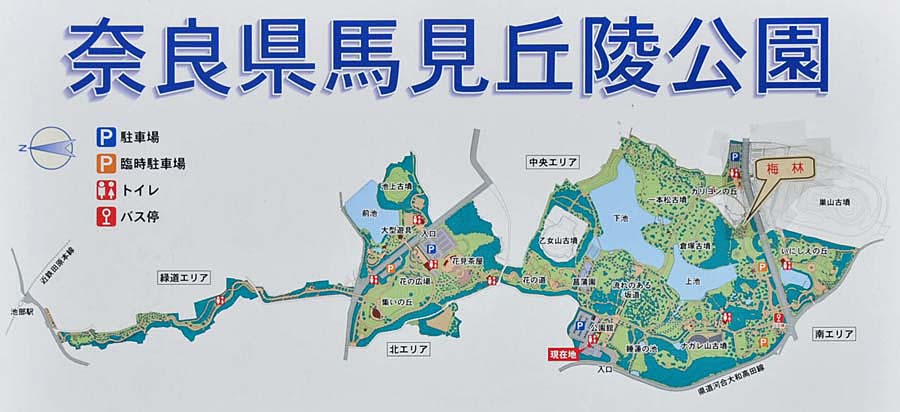 奈良県馬見丘陵公園
N
P 駐車場
P 臨時駐車場
トイレ
バス停
中央エリア
梅林
池上古墳
カリヨンの丘
一本松古墳
巣山古墳
前池
下池
大型遊具
入口
P
乙女山古墳
倉塚古墳
いにしえの丘
近鉄田原本線
緑道エリア
花見茶屋
花の広場
花の道
菖蒲園
流れのある
坂道
上池
集いの丘
池部駅
公園館
南エリア
北エリア
現在地
睡蓮の池
ナガレ山古墳
入口
県道河合大和高田線